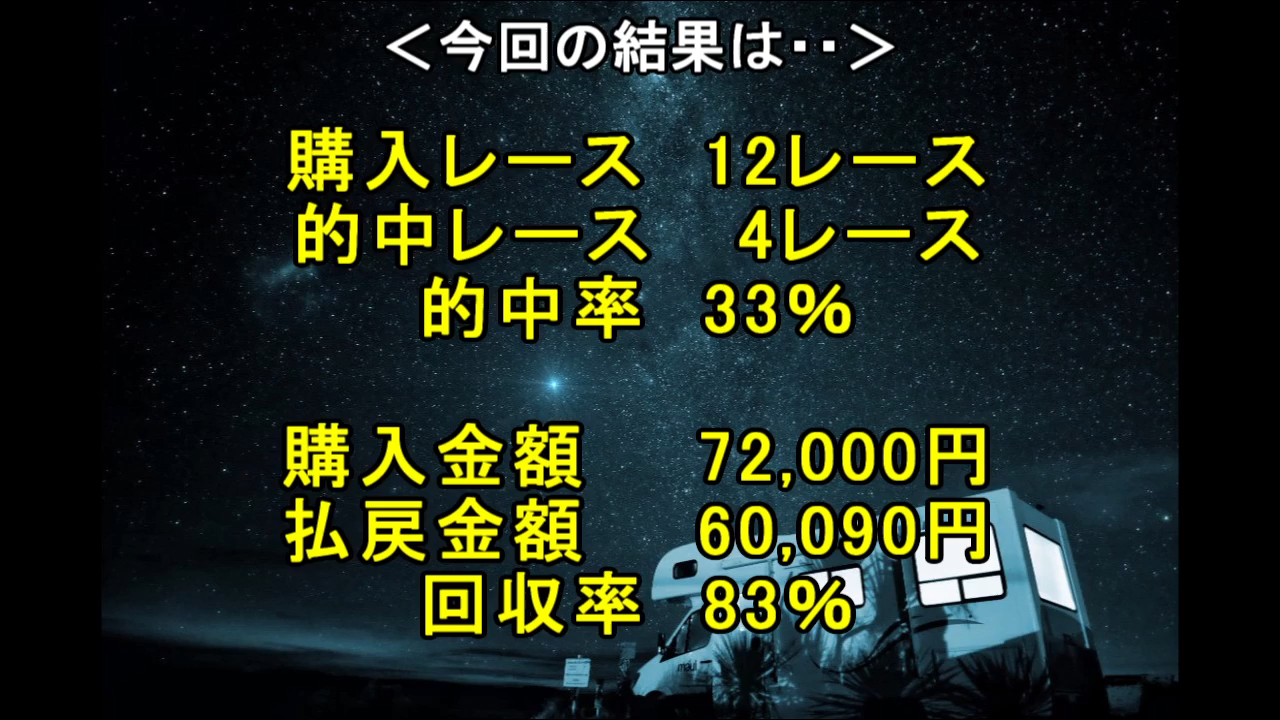 ＜今回の結果は・・＞
購入レース 12レース
的中レース 4レース
的中率 33％
購入金額 72,000円
払戻金額 60,090円
回収率 83％
maui